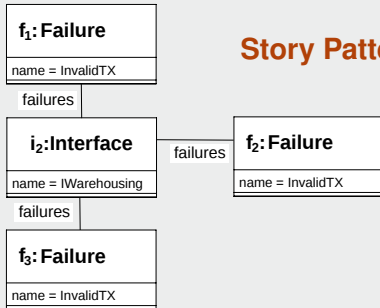 f₁:Failure
name = InvalidTX
Story Patte
failures
i₂:Interface
name = IWarehousing
failures
f₂:Failure
name = InvalidTX
failures
f₃:Failure
name = InvalidTX